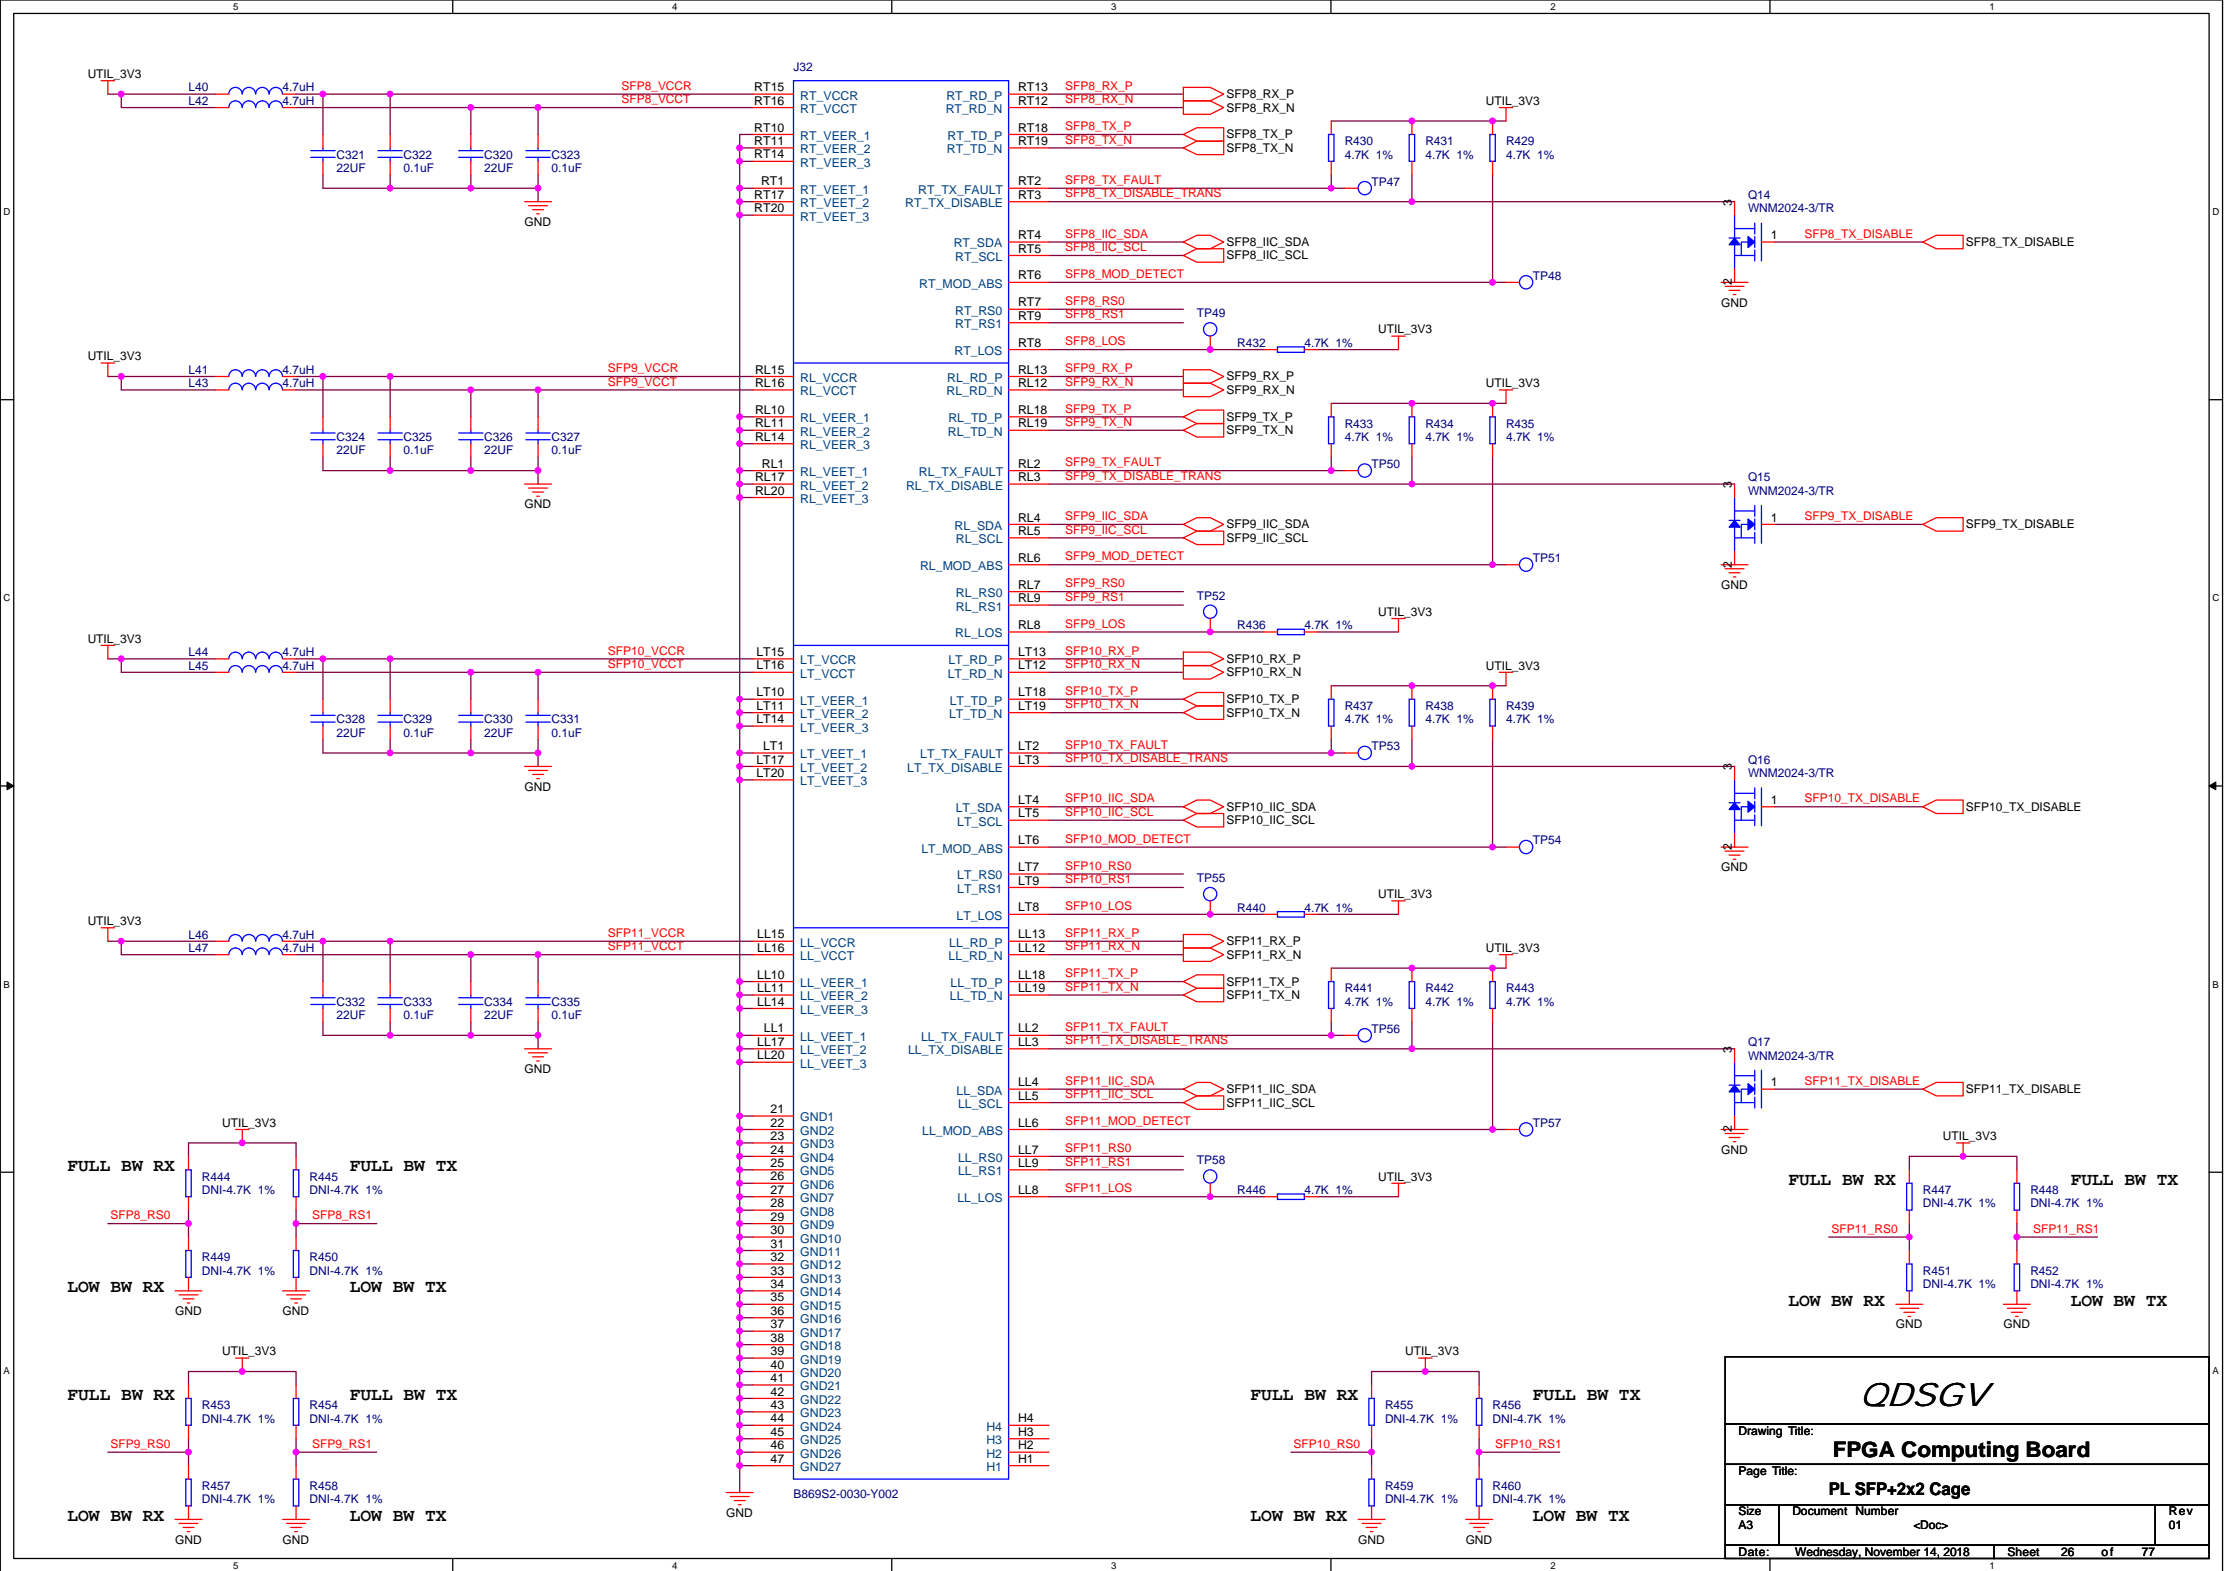 5 4 3 2 1
UTIL_3V3
L40 4.7uH SFP8_VCCR RT15
L42 4.7uH SFP8_VCCT RT16
C321 22UF
C322 0.1uF
C320 22UF
C323 0.1uF
GND
J32
RT_VCCR
RT_VCCT
RT10 RT_VEER_1
RT11 RT_VEER_2
RT14 RT_VEER_3
RT1 RT_VEET_1
RT17 RT_VEET_2
RT20 RT_VEET_3
RT_RD_P RT13 SFP8_RX_P SFP8_RX_P
RT_RD_N RT12 SFP8_RX_N SFP8_RX_N
RT_TD_P RT18 SFP8_TX_P SFP8_TX_P
RT_TD_N RT19 SFP8_TX_N SFP8_TX_N
RT_TX_FAULT RT2 SFP8_TX_FAULT TP47
RT_TX_DISABLE RT3 SFP8_TX_DISABLE_TRANS
RT_SDA RT4 SFP8_IIC_SDA SFP8_IIC_SDA
RT_SCL RT5 SFP8_IIC_SCL SFP8_IIC_SCL
RT_MOD_ABS RT6 SFP8_MOD_DETECT TP48
RT_RS0 RT7 SFP8_RS0
RT_RS1 RT9 SFP8_RS1
TP49
RT_LOS RT8 SFP8_LOS R432 4.7K 1% UTIL_3V3
UTIL_3V3
R430 4.7K 1%
R431 4.7K 1%
R429 4.7K 1%
Q14
WNM2024-3/TR
3
1 SFP8_TX_DISABLE SFP8_TX_DISABLE
2
GND
UTIL_3V3
L41 4.7uH SFP9_VCCR RL15
L43 4.7uH SFP9_VCCT RL16
C324 22UF
C325 0.1uF
C326 22UF
C327 0.1uF
GND
RL_VCCR
RL_VCCT
RL10 RL_VEER_1
RL11 RL_VEER_2
RL14 RL_VEER_3
RL1 RL_VEET_1
RL17 RL_VEET_2
RL20 RL_VEET_3
RL_RD_P RL13 SFP9_RX_P SFP9_RX_P
RL_RD_N RL12 SFP9_RX_N SFP9_RX_N
RL_TD_P RL18 SFP9_TX_P SFP9_TX_P
RL_TD_N RL19 SFP9_TX_N SFP9_TX_N
RL_TX_FAULT RL2 SFP9_TX_FAULT TP50
RL_TX_DISABLE RL3 SFP9_TX_DISABLE_TRANS
RL_SDA RL4 SFP9_IIC_SDA SFP9_IIC_SDA
RL_SCL RL5 SFP9_IIC_SCL SFP9_IIC_SCL
RL_MOD_ABS RL6 SFP9_MOD_DETECT TP51
RL_RS0 RL7 SFP9_RS0
RL_RS1 RL9 SFP9_RS1
TP52
RL_LOS RL8 SFP9_LOS R436 4.7K 1% UTIL_3V3
UTIL_3V3
R433 4.7K 1%
R434 4.7K 1%
R435 4.7K 1%
Q15
WNM2024-3/TR
3
1 SFP9_TX_DISABLE SFP9_TX_DISABLE
2
GND
UTIL_3V3
L44 4.7uH SFP10_VCCR LT15
L45 4.7uH SFP10_VCCT LT16
C328 22UF
C329 0.1uF
C330 22UF
C331 0.1uF
GND
LT_VCCR
LT_VCCT
LT10 LT_VEER_1
LT11 LT_VEER_2
LT14 LT_VEER_3
LT1 LT_VEET_1
LT17 LT_VEET_2
LT20 LT_VEET_3
LT_RD_P LT13 SFP10_RX_P SFP10_RX_P
LT_RD_N LT12 SFP10_RX_N SFP10_RX_N
LT_TD_P LT18 SFP10_TX_P SFP10_TX_P
LT_TD_N LT19 SFP10_TX_N SFP10_TX_N
LT_TX_FAULT LT2 SFP10_TX_FAULT TP53
LT_TX_DISABLE LT3 SFP10_TX_DISABLE_TRANS
LT_SDA LT4 SFP10_IIC_SDA SFP10_IIC_SDA
LT_SCL LT5 SFP10_IIC_SCL SFP10_IIC_SCL
LT_MOD_ABS LT6 SFP10_MOD_DETECT TP54
LT_RS0 LT7 SFP10_RS0
LT_RS1 LT9 SFP10_RS1
TP55
LT_LOS LT8 SFP10_LOS R440 4.7K 1% UTIL_3V3
UTIL_3V3
R437 4.7K 1%
R438 4.7K 1%
R439 4.7K 1%
Q16
WNM2024-3/TR
3
1 SFP10_TX_DISABLE SFP10_TX_DISABLE
2
GND
UTIL_3V3
L46 4.7uH SFP11_VCCR LL15
L47 4.7uH SFP11_VCCT LL16
C332 22UF
C333 0.1uF
C334 22UF
C335 0.1uF
GND
LL_VCCR
LL_VCCT
LL10 LL_VEER_1
LL11 LL_VEER_2
LL14 LL_VEER_3
LL1 LL_VEET_1
LL17 LL_VEET_2
LL20 LL_VEET_3
LL_RD_P LL13 SFP11_RX_P SFP11_RX_P
LL_RD_N LL12 SFP11_RX_N SFP11_RX_N
LL_TD_P LL18 SFP11_TX_P SFP11_TX_P
LL_TD_N LL19 SFP11_TX_N SFP11_TX_N
LL_TX_FAULT LL2 SFP11_TX_FAULT TP56
LL_TX_DISABLE LL3 SFP11_TX_DISABLE_TRANS
LL_SDA LL4 SFP11_IIC_SDA SFP11_IIC_SDA
LL_SCL LL5 SFP11_IIC_SCL SFP11_IIC_SCL
LL_MOD_ABS LL6 SFP11_MOD_DETECT TP57
LL_RS0 LL7 SFP11_RS0
LL_RS1 LL9 SFP11_RS1
TP58
LL_LOS LL8 SFP11_LOS R446 4.7K 1% UTIL_3V3
UTIL_3V3
R441 4.7K 1%
R442 4.7K 1%
R443 4.7K 1%
Q17
WNM2024-3/TR
3
1 SFP11_TX_DISABLE SFP11_TX_DISABLE
2
GND
21 GND1
22 GND2
23 GND3
24 GND4
25 GND5
26 GND6
27 GND7
28 GND8
29 GND9
30 GND10
31 GND11
32 GND12
33 GND13
34 GND14
35 GND15
36 GND16
37 GND17
38 GND18
39 GND19
40 GND20
41 GND21
42 GND22
43 GND23
44 GND24
45 GND25
46 GND26
47 GND27
H4 H4
H3 H3
H2 H2
H1 H1
GND
B869S2-0030-Y002
UTIL_3V3
FULL BW RX R444 DNI-4.7K 1%
R445 DNI-4.7K 1% FULL BW TX
SFP8_RS0 SFP8_RS1
LOW BW RX R449 DNI-4.7K 1%
R450 DNI-4.7K 1% LOW BW TX
GND GND
UTIL_3V3
FULL BW RX R453 DNI-4.7K 1%
R454 DNI-4.7K 1% FULL BW TX
SFP9_RS0 SFP9_RS1
LOW BW RX R457 DNI-4.7K 1%
R458 DNI-4.7K 1% LOW BW TX
GND GND
UTIL_3V3
FULL BW RX R455 DNI-4.7K 1%
R456 DNI-4.7K 1% FULL BW TX
SFP10_RS0 SFP10_RS1
LOW BW RX R459 DNI-4.7K 1%
R460 DNI-4.7K 1% LOW BW TX
GND GND
UTIL_3V3
FULL BW RX R447 DNI-4.7K 1%
R448 DNI-4.7K 1% FULL BW TX
SFP11_RS0 SFP11_RS1
LOW BW RX R451 DNI-4.7K 1%
R452 DNI-4.7K 1% LOW BW TX
GND GND
D D
C C
B B
A A
QDSGV
Drawing Title:
FPGA Computing Board
Page Title:
PL SFP+2x2 Cage
Size Document Number Rev
A3 <Doc> 01
Date: Wednesday, November 14, 2018 Sheet 26 of 77
5 4 3 2 1